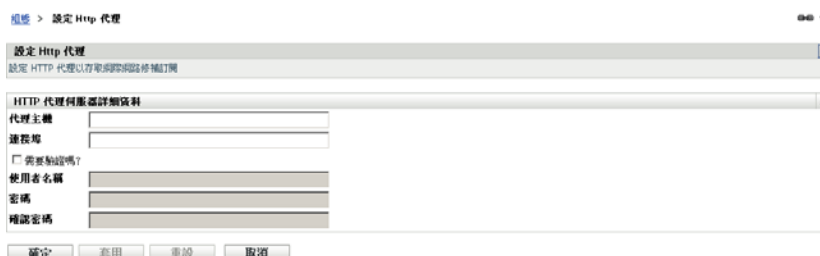 組態 > 設定 Http 代理
設定 Http 代理
設定 HTTP 代理以存取網際網路修補訂閱
HTTP 代理伺服器詳細資料
代理主機
連接埠
需要驗證嗎?
使用者名稱
密碼
確認密碼
確定 套用 重設 取消